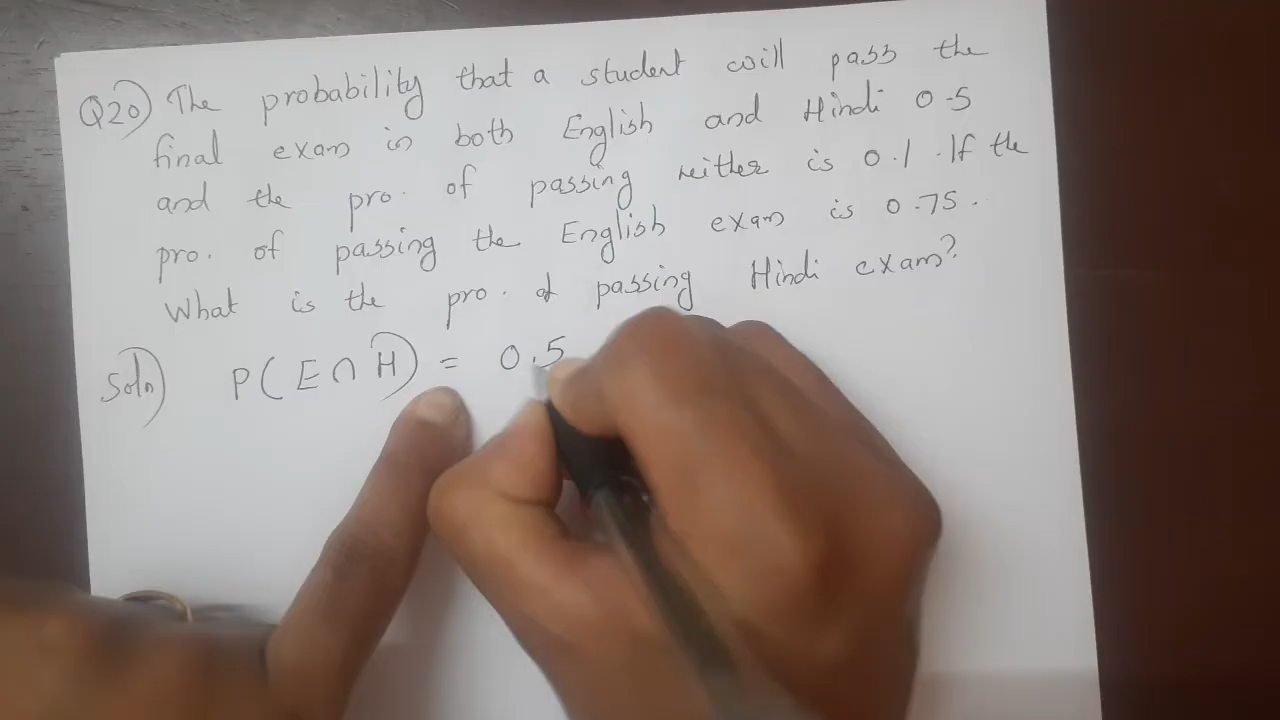 Q20) The probability that a student will pass the
final exam in both English and Hindi 0.5
and the pro. of passing neither is 0.1. If the
pro. of passing the English exam is 0.75.
What is the pro. of passing Hindi exam?
Soln) P(E∩H) = 0.5